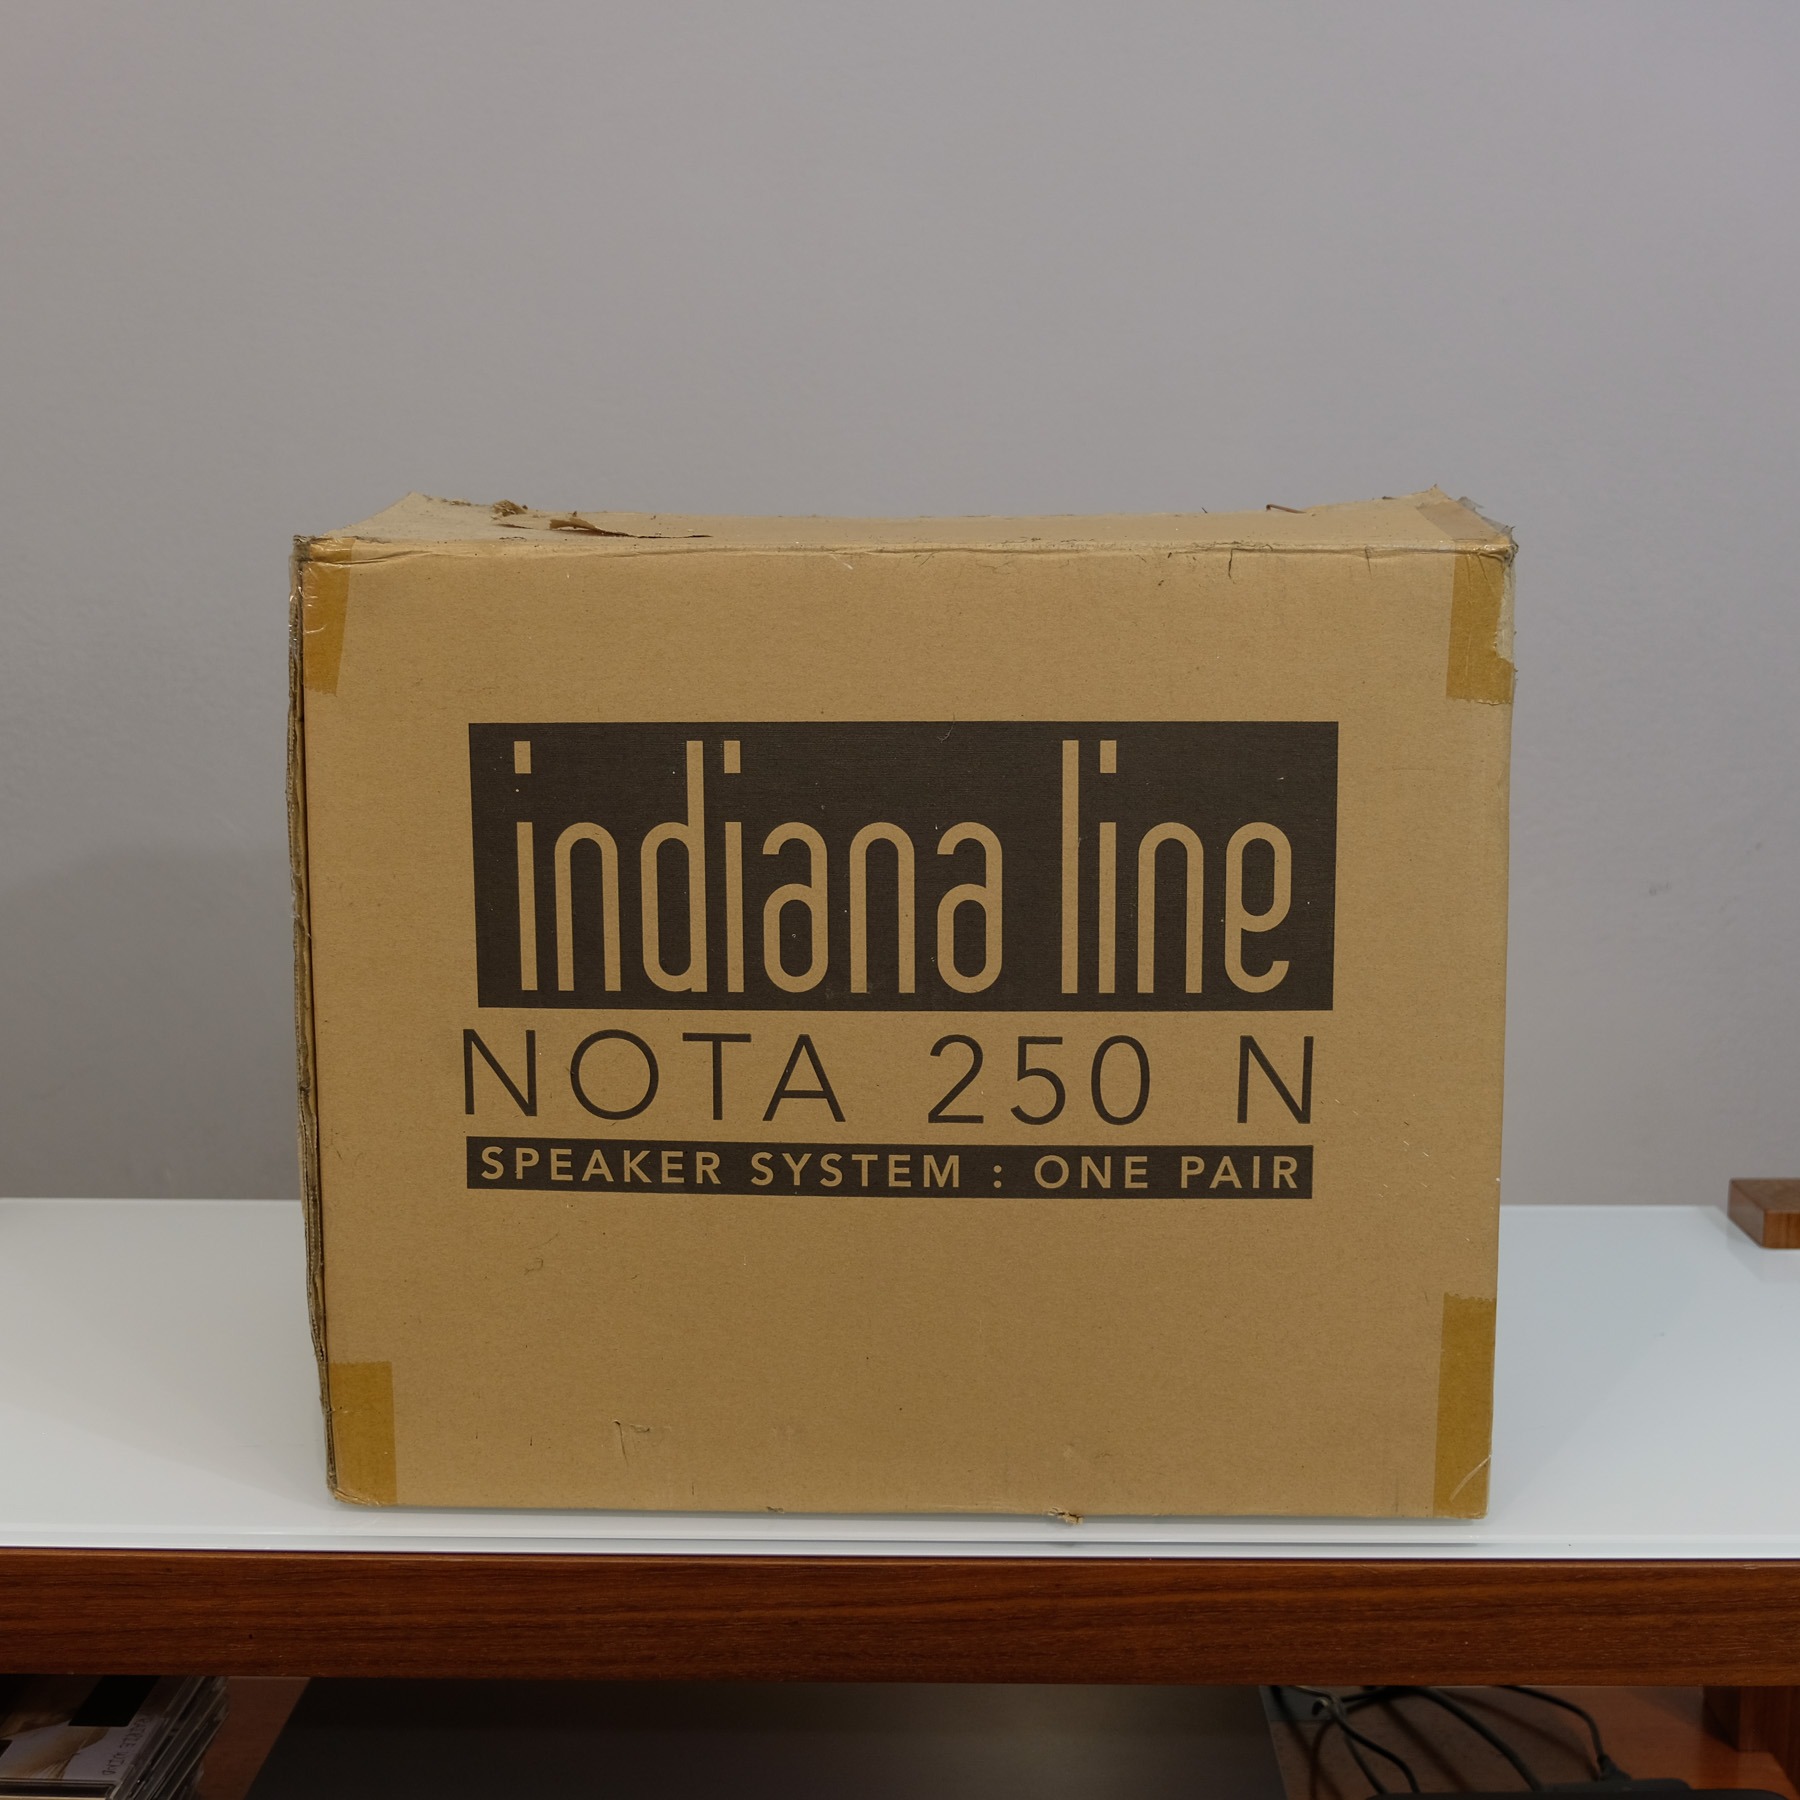 indiana line
NOTA 250 N
SPEAKER SYSTEM : ONE PAIR